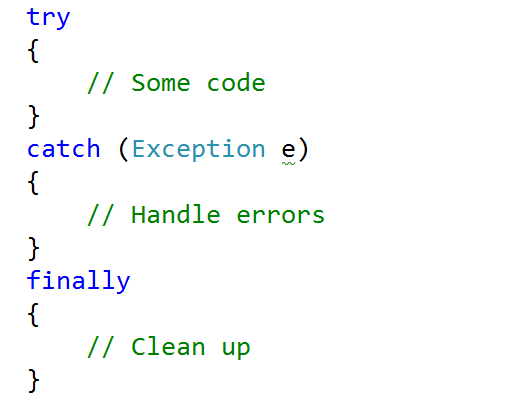 try
{
    // Some code
}
catch (Exception e)
{
    // Handle errors
}
finally
{
    // Clean up
}